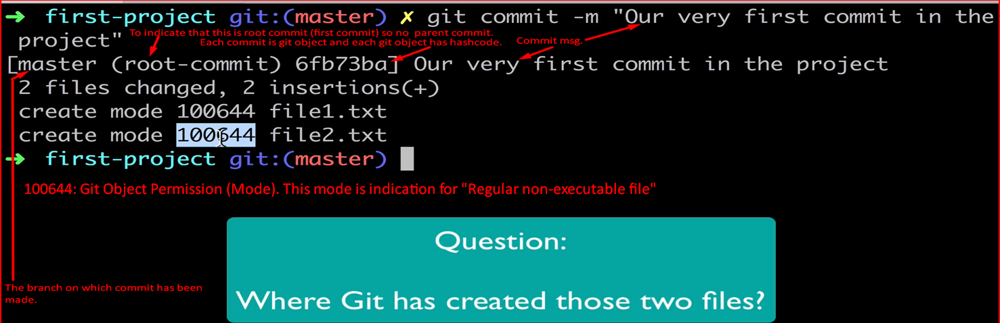 ➜ first-project git:(master) ✗ git commit -m "Our very first commit in the
project"
To indicate that this is root commit (first commit) so no parent commit.
Each commit is git object and each git object has hashcode.
Commit msg.
[master (root-commit) 6fb73ba] Our very first commit in the project
2 files changed, 2 insertions(+)
create mode 100644 file1.txt
create mode 100644 file2.txt
➜ first-project git:(master)
100644: Git Object Permission (Mode). This mode is indication for "Regular non-executable file"
Question:
Where Git has created those two files?
The branch on which commit has been
made.